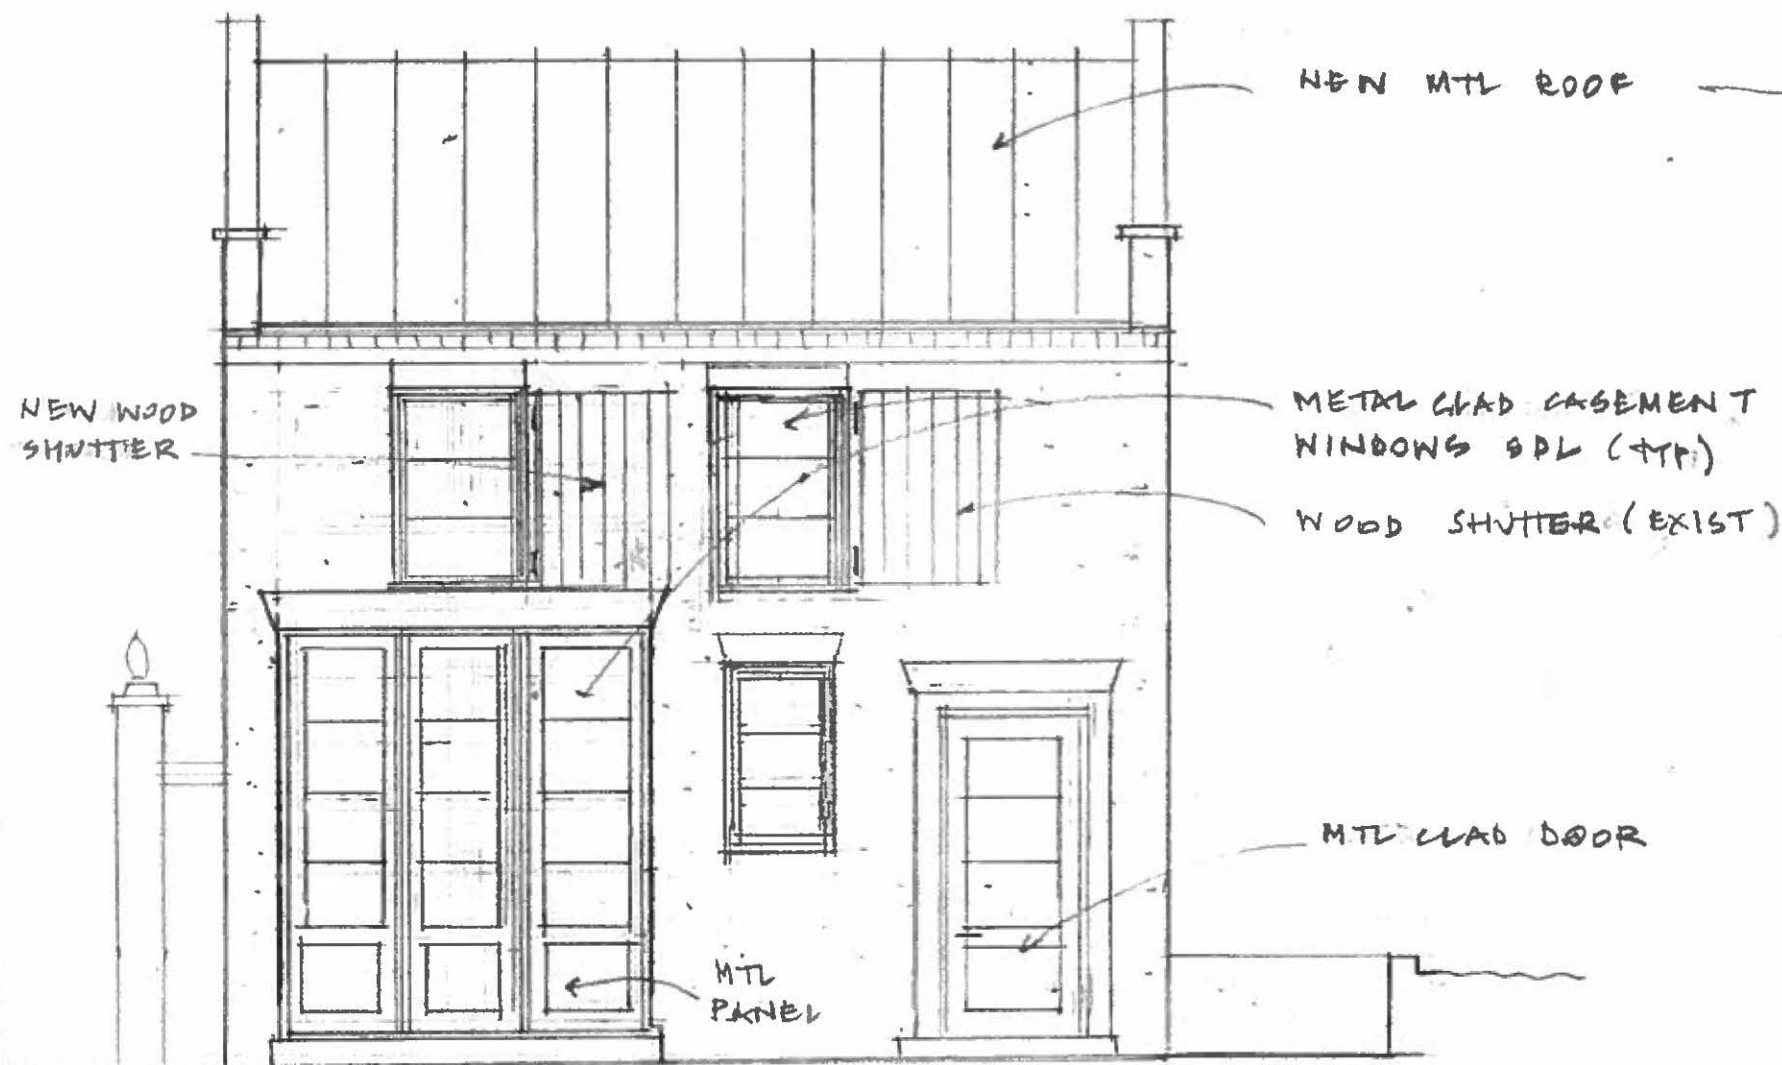 NEW MTL ROOF
NEW WOOD
SHUTTER
METAL CLAD CASEMENT
WINDOWS SDL (TYP.)
WOOD SHUTTER (EXIST)
MTL CLAD DOOR
MTL
PANEL